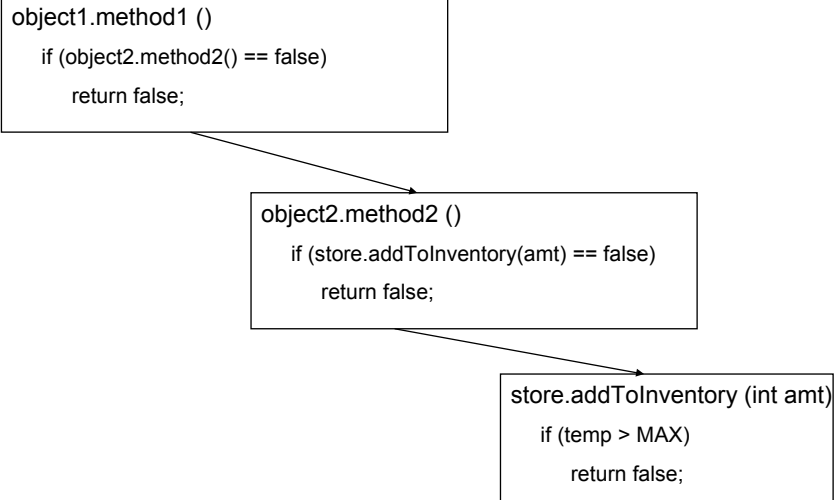 object1.method1 ()
if (object2.method2() == false)
return false;
object2.method2 ()
if (store.addToInventory(amt) == false)
return false;
store.addToInventory (int amt)
if (temp > MAX)
return false;